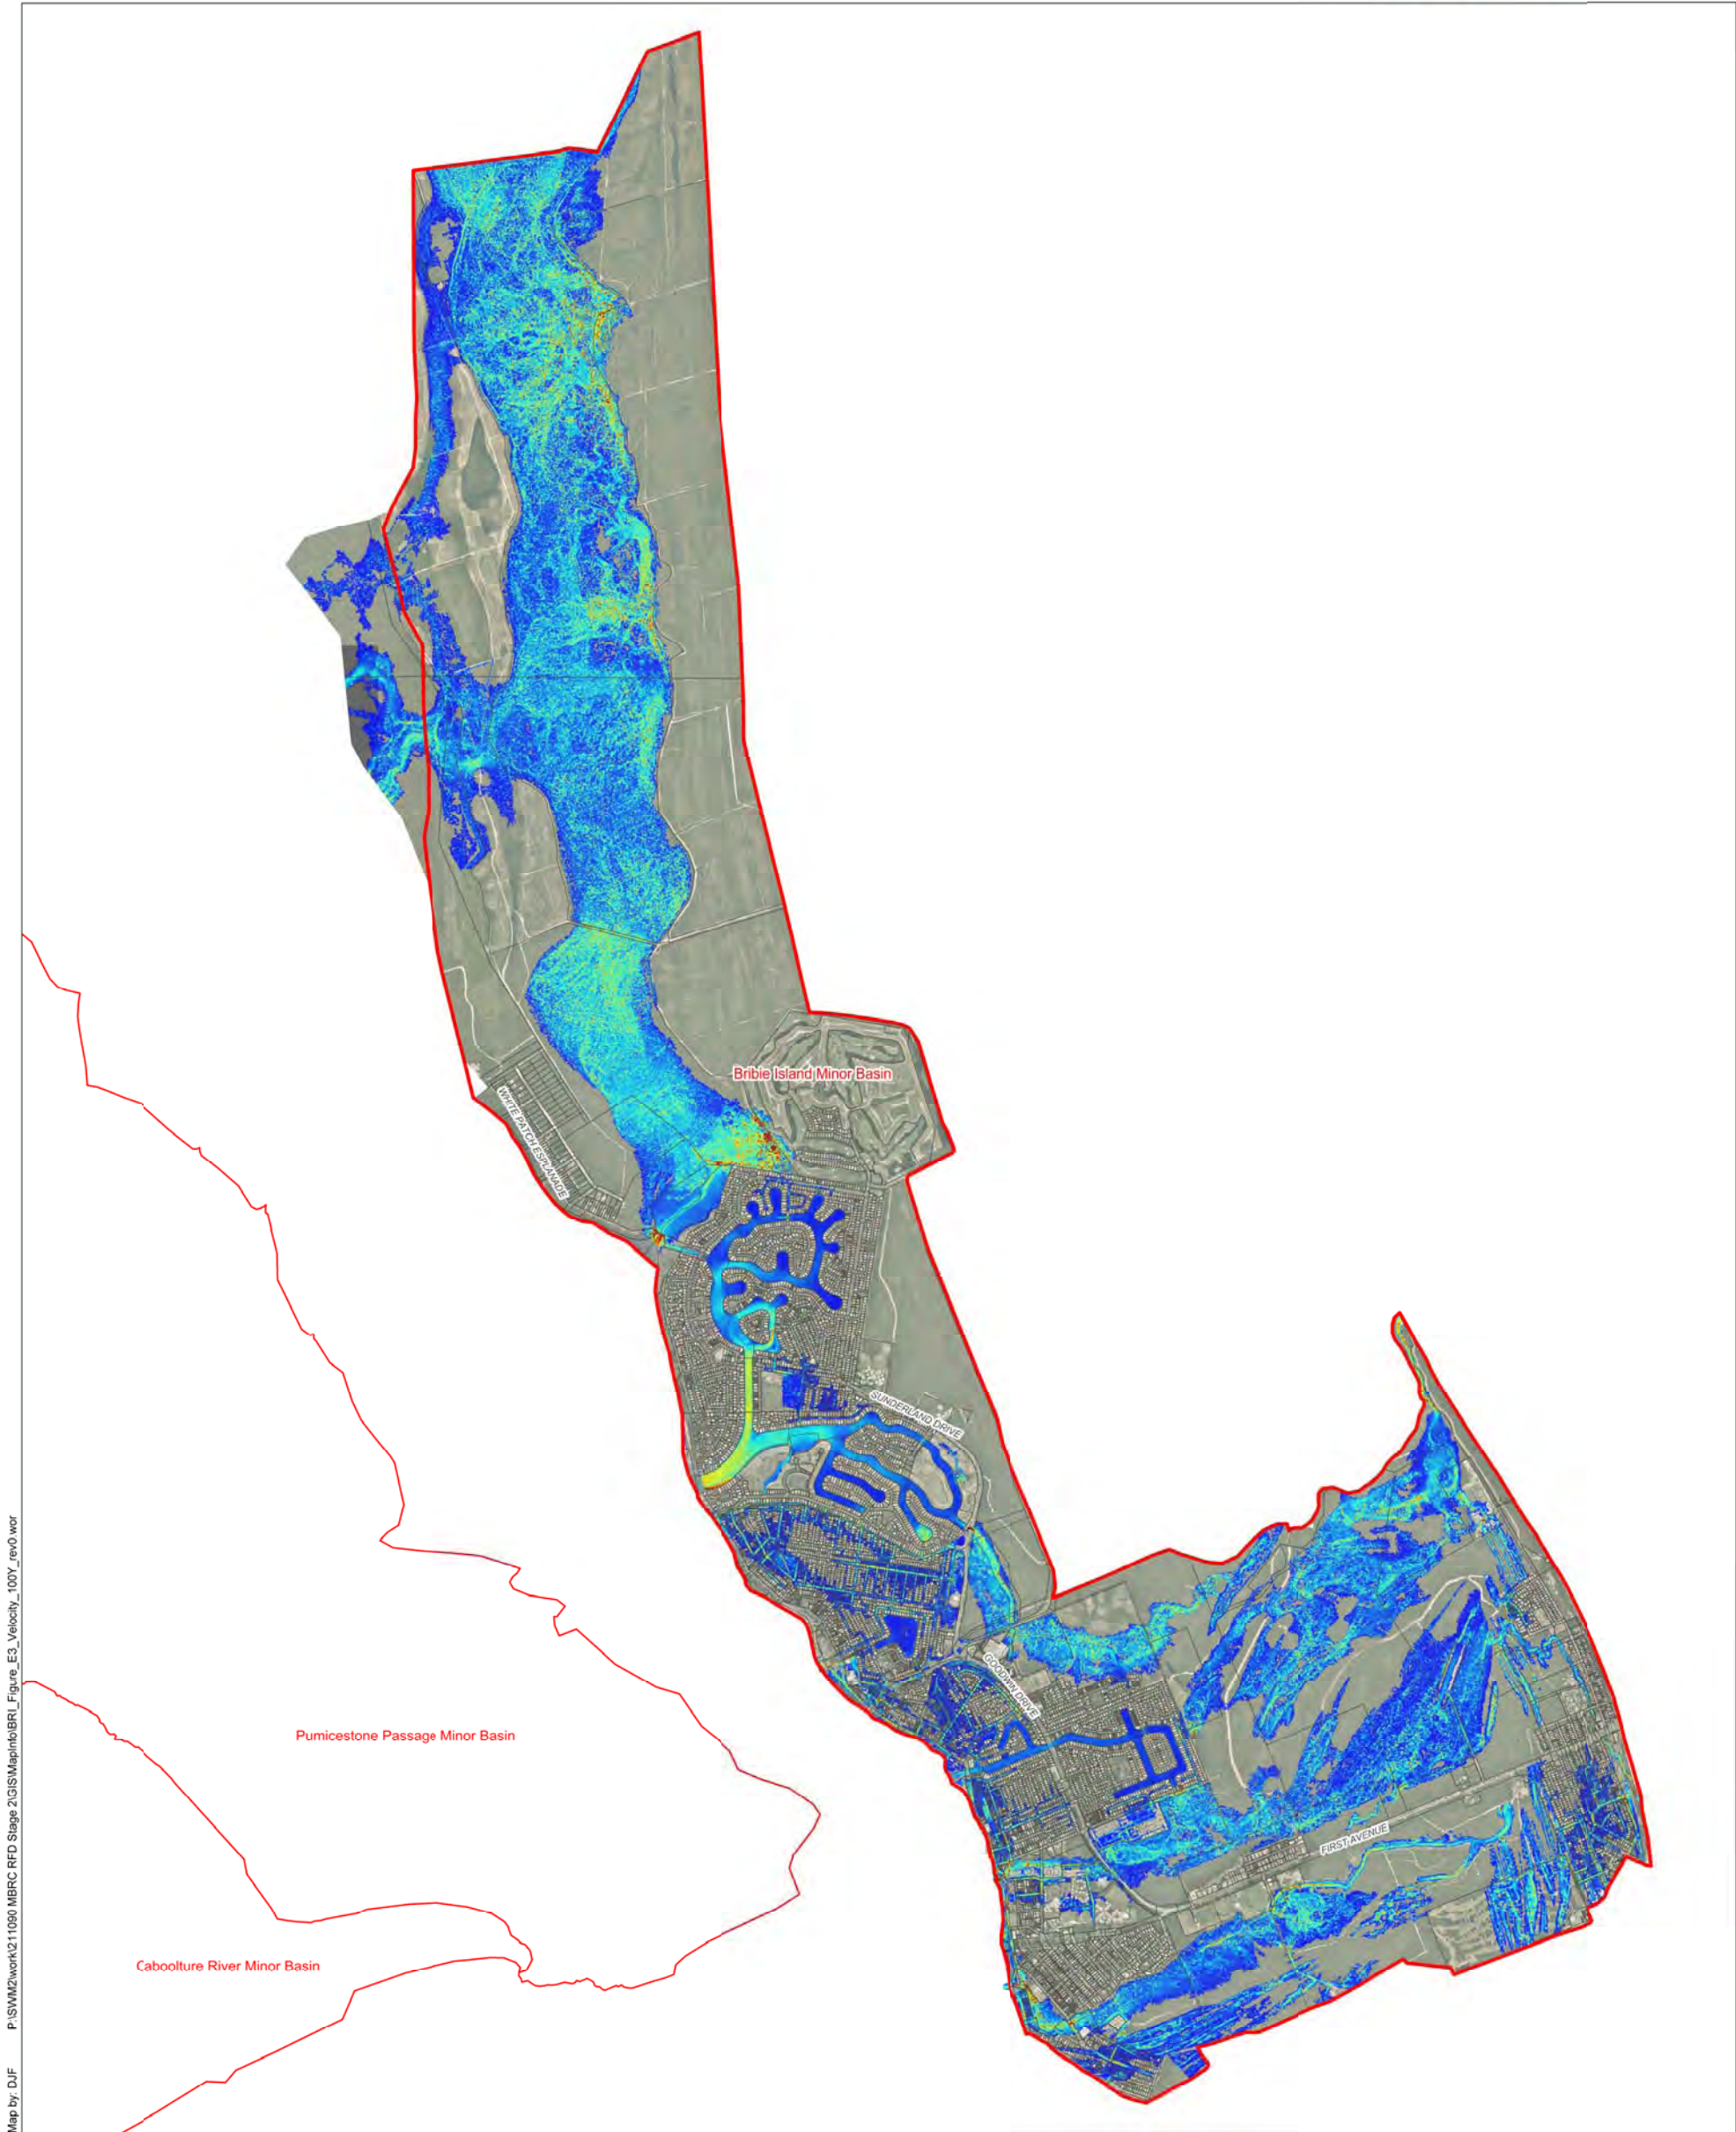 Bribie Island Minor Basin
WHITE PATCH ESPLANADE
SUNDERLAND DRIVE
GOODWIN DRIVE
FIRST AVENUE
Pumicestone Passage Minor Basin
Caboolture River Minor Basin
Map by: DJF P:\SWM2\work\211090 MBRC RFD Stage 2\GIS\MapInfo\BRI_Figure_E3_Velocity_100Y_rev0.wor